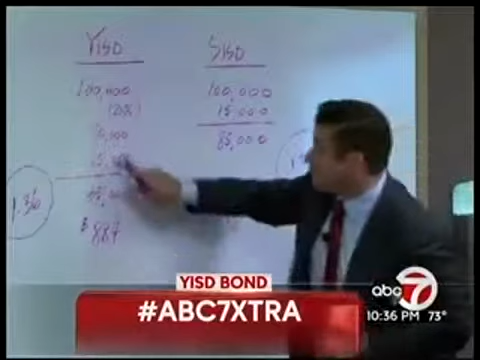 YISD
SISD
100,000
100,000
(20%)
15,000
85,000
1.36
$887
YISD BOND
#ABC7XTRA
abc 7
10:36 PM 73°